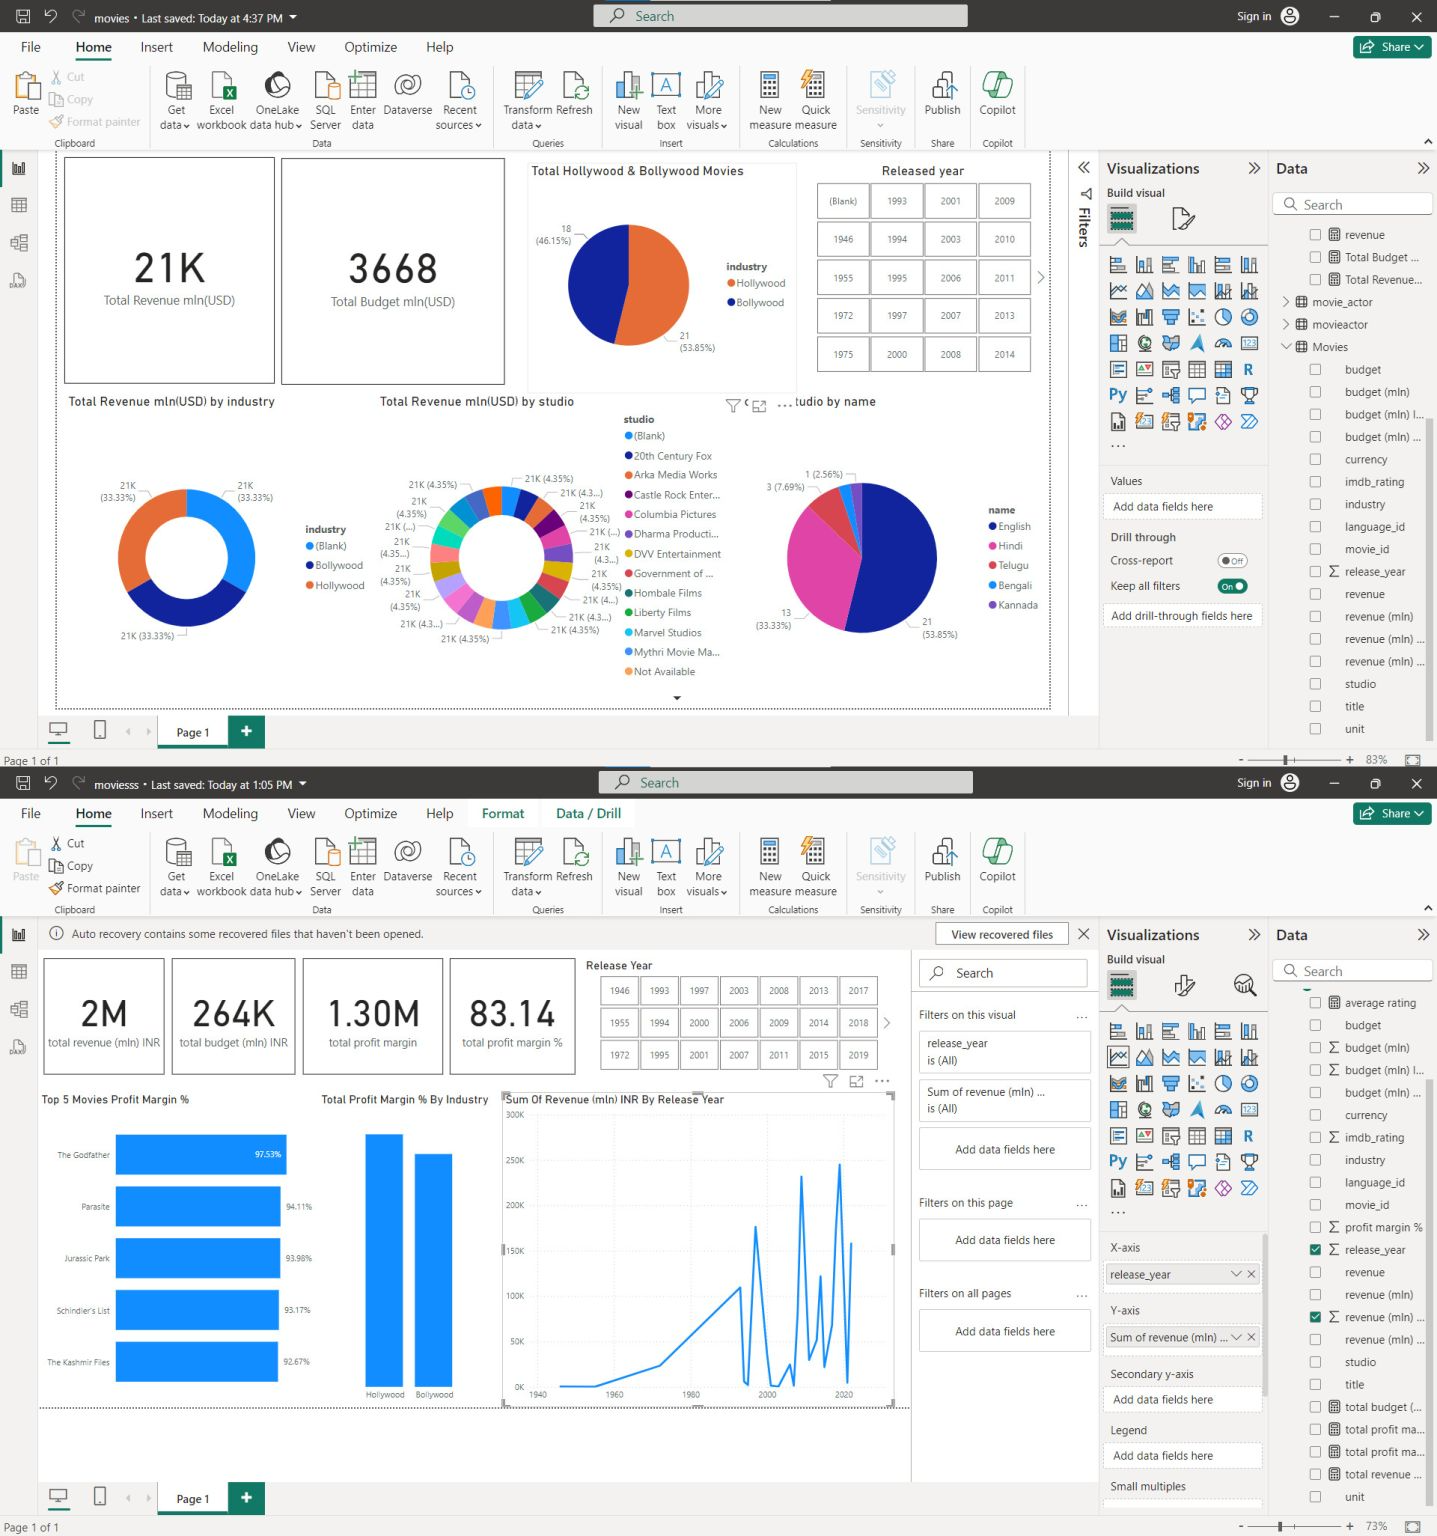 movies • Last saved: Today at 4:37 PM
Search
Sign in
File Home Insert Modeling View Optimize Help
Share
Paste
Cut
Copy
Format painter
Get data
Excel workbook
OneLake data hub
SQL Server
Enter data
Dataverse
Recent sources
Transform data
Refresh
New visual
Text box
More visuals
New measure
Quick measure
Sensitivity
Publish
Copilot
Clipboard Data Queries Insert Calculations Sensitivity Share Copilot
21K
Total Revenue mln(USD)
3668
Total Budget mln(USD)
Total Hollywood & Bollywood Movies
18
(46.15%)
21
(53.85%)
industry
Hollywood
Bollywood
Released year
(Blank) 1993 2001 2009
1946 1994 2003 2010
1955 1995 2006 2011
1972 1997 2007 2013
1975 2000 2008 2014
Total Revenue mln(USD) by industry
21K
(33.33%)
21K
(33.33%)
21K (33.33%)
industry
(Blank)
Bollywood
Hollywood
Total Revenue mln(USD) by studio
21K (4.35%)
21K (4.35%)
21K (4.3...)
21K
(4.35%)
21K
(4.35%)
21K (...)
21K (...)
21K
(4.35...
21K
(4.3...)
21K
(4.35%)
21K
(4.35%)
21K (4...)
21K (4.3...)
21K (4.3...)
21K (4.35%)
21K (4.35%)
studio
(Blank)
20th Century Fox
Arka Media Works
Castle Rock Enter...
Columbia Pictures
Dharma Producti...
DVV Entertainment
Government of ...
Hombale Films
Liberty Films
Marvel Studios
Mythri Movie Ma...
Not Available
tudio by name
1 (2.56%)
3 (7.69%)
13
(33.33%)
21
(53.85%)
name
English
Hindi
Telugu
Bengali
Kannada
Filters
Visualizations
Build visual
Values
Add data fields here
Drill through
Cross-report Off
Keep all filters On
Add drill-through fields here
Data
Search
revenue
Total Budget ...
Total Revenue...
movie_actor
movieactor
Movies
budget
budget (mln)
budget (mln) I...
budget (mln) ...
currency
imdb_rating
industry
language_id
movie_id
release_year
revenue
revenue (mln)
revenue (mln) ...
revenue (mln) ...
studio
title
unit
Page 1
Page 1 of 1
83%
moviesss • Last saved: Today at 1:05 PM
Search
Sign in
File Home Insert Modeling View Optimize Help Format Data / Drill
Share
Paste
Cut
Copy
Format painter
Get data
Excel workbook
OneLake data hub
SQL Server
Enter data
Dataverse
Recent sources
Transform data
Refresh
New visual
Text box
More visuals
New measure
Quick measure
Sensitivity
Publish
Copilot
Clipboard Data Queries Insert Calculations Sensitivity Share Copilot
Auto recovery contains some recovered files that haven't been opened.
View recovered files
2M
total revenue (mln) INR
264K
total budget (mln) INR
1.30M
total profit margin
83.14
total profit margin %
Release Year
1946 1993 1997 2003 2008 2013 2017
1955 1994 2000 2006 2009 2014 2018
1972 1995 2001 2007 2011 2015 2019
Top 5 Movies Profit Margin %
The Godfather 97.53%
Parasite 94.11%
Jurassic Park 93.98%
Schindler's List 93.17%
The Kashmir Files 92.67%
Total Profit Margin % By Industry
Hollywood Bollywood
Sum Of Revenue (mln) INR By Release Year
300K
250K
200K
150K
100K
50K
0K
1940 1960 1980 2000 2020
Search
Filters on this visual ...
release_year
is (All)
Sum of revenue (mln) ...
is (All)
Add data fields here
Filters on this page ...
Add data fields here
Filters on all pages ...
Add data fields here
Visualizations
Build visual
X-axis
release_year
Y-axis
Sum of revenue (mln) ...
Secondary y-axis
Add data fields here
Legend
Add data fields here
Small multiples
Data
Search
average rating
budget
budget (mln)
budget (mln) I...
budget (mln) ...
currency
imdb_rating
industry
language_id
movie_id
profit margin %
release_year
revenue
revenue (mln)
revenue (mln) ...
revenue (mln) ...
studio
title
total budget (...
total profit ma...
total profit ma...
total revenue ...
unit
Page 1
Page 1 of 1
73%